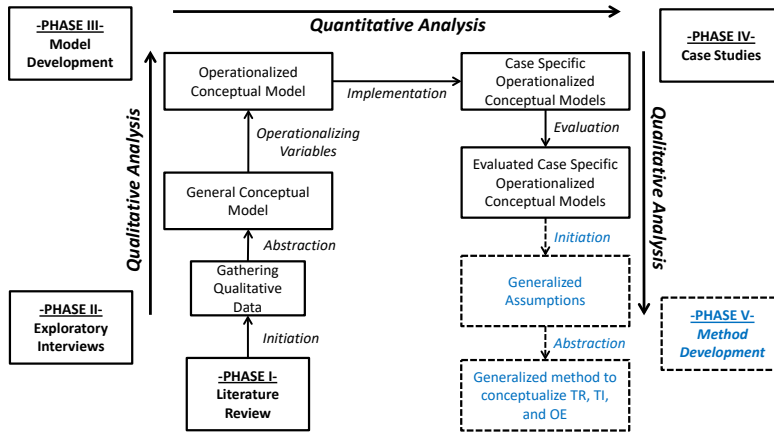 -PHASE III-
Model
Development
Quantitative Analysis
-PHASE IV-
Case Studies
Qualitative Analysis
Operationalized
Conceptual Model
Implementation
Case Specific
Operationalized
Conceptual Models
Operationalizing
Variables
Evaluation
General Conceptual
Model
Evaluated Case Specific
Operationalized
Conceptual Models
Qualitative Analysis
Abstraction
Initiation
Gathering
Qualitative
Data
Generalized
Assumptions
-PHASE II-
Exploratory
Interviews
-PHASE V-
Method
Development
Initiation
Abstraction
-PHASE I-
Literature
Review
Generalized method to
conceptualize TR, TI,
and OE